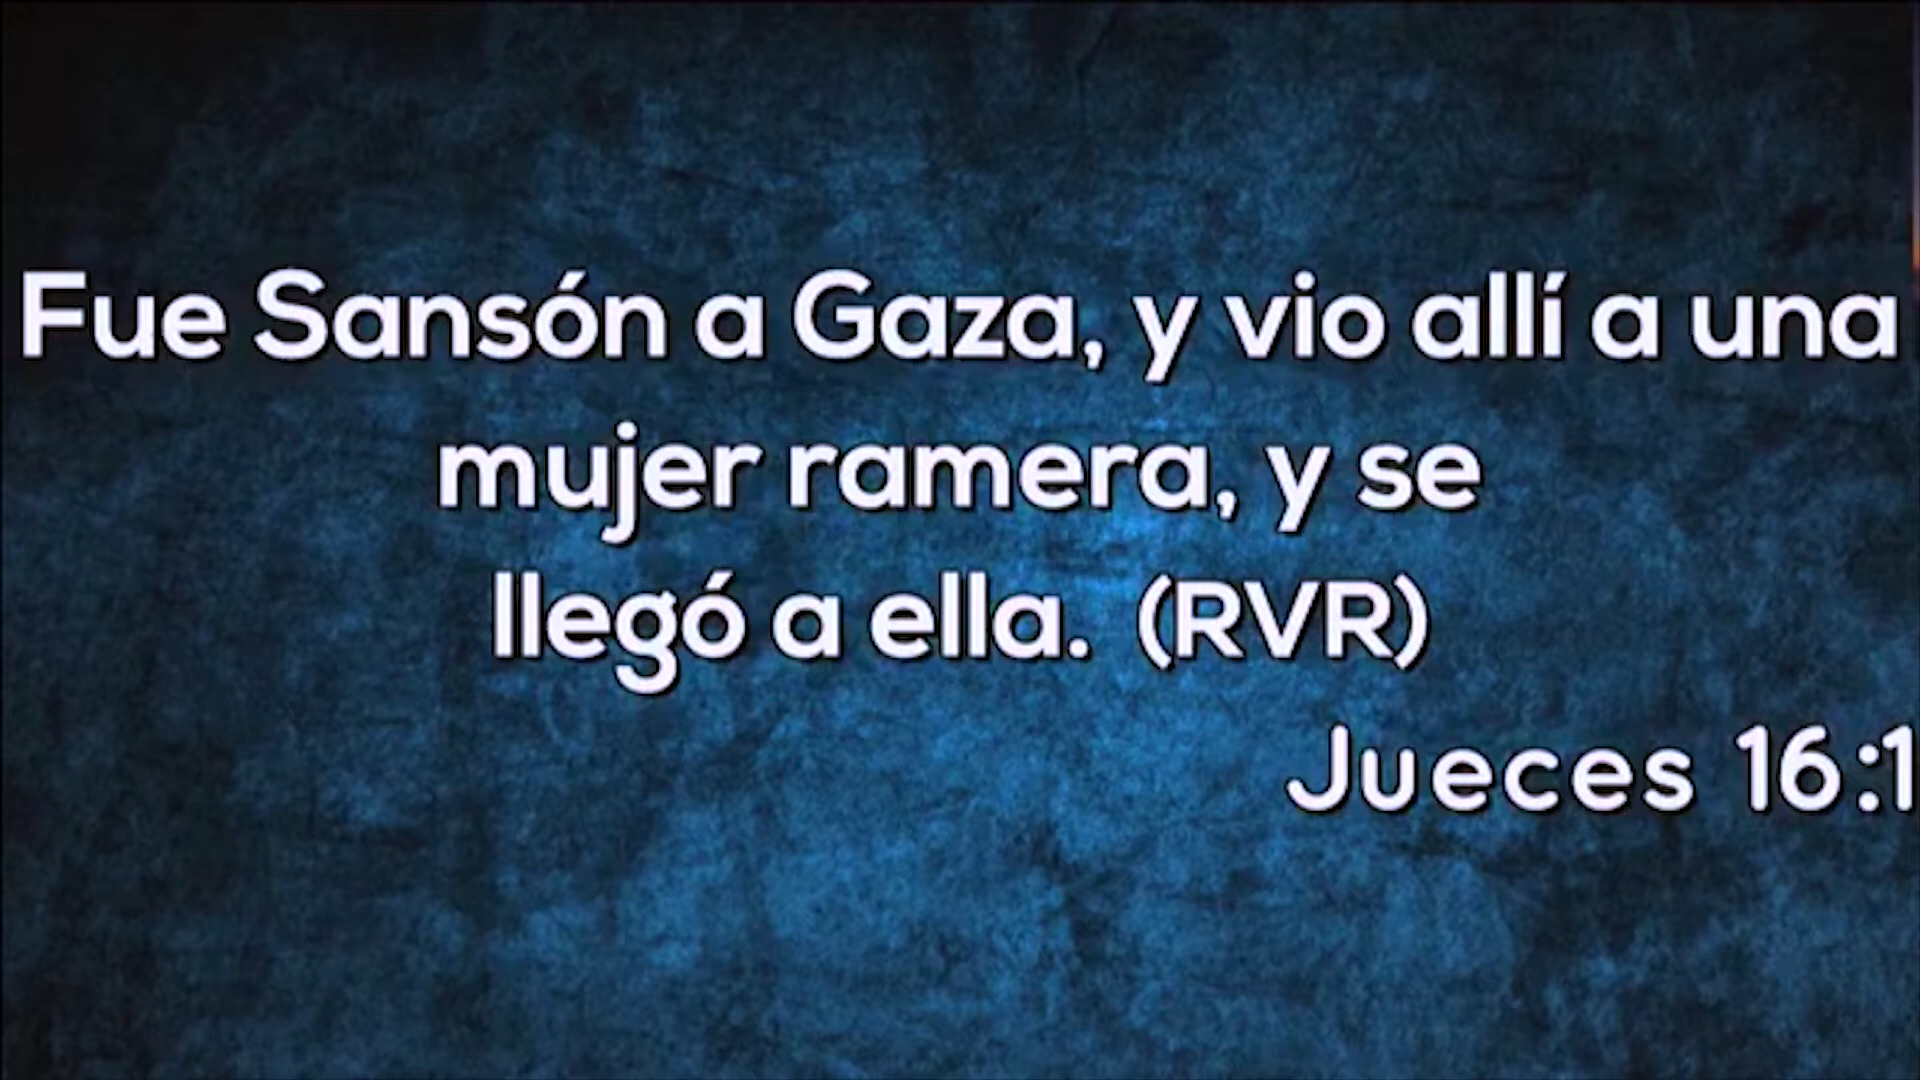 Fue Sansón a Gaza, y vio allí a una
mujer ramera, y se
llegó a ella. (RVR)
Jueces 16:1